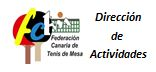 Federación
Canaria de
Tenis de Mesa
Dirección
de
Actividades